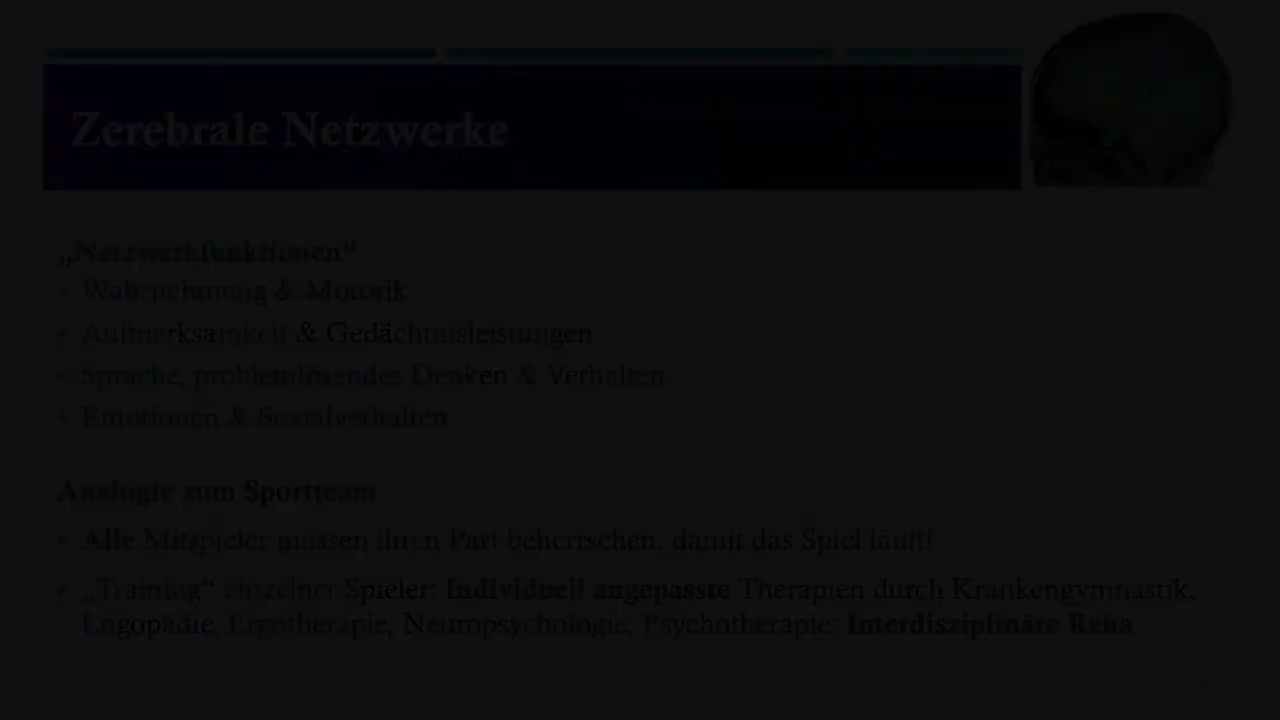 Zerebrale Netzwerke
„Netzwerkfunktionen“
• Wahrnehmung & Motorik
• Aufmerksamkeit & Gedächtnisleistungen
• Sprache, problemlösendes Denken & Verhalten
• Emotionen & Sozialverhalten
Analogie zum Sportteam
• Alle Mitspieler müssen ihren Part beherrschen, damit das Spiel läuft!
• „Training“ einzelner Spieler: Individuell angepasste Therapien durch Krankengymnastik,
Logopädie, Ergotherapie, Neuropsychologie, Psychotherapie: Interdisziplinäre Reha